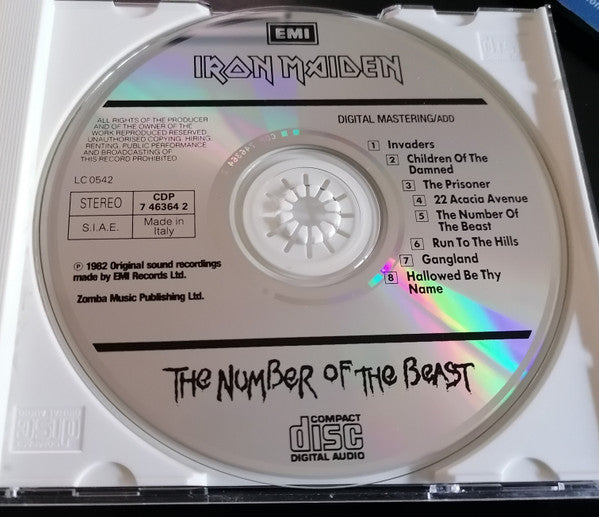 EMI
IRON MAIDEN
ALL RIGHTS OF THE PRODUCER
AND OF THE OWNER OF THE
WORK REPRODUCED RESERVED
UNAUTHORISED COPYING, HIRING,
RENTING, PUBLIC PERFORMANCE
AND BROADCASTING OF
THIS RECORD PROHIBITED
LC 0542
STEREO
CDP
7 46364 2
S.I.A.E.
Made in
Italy
℗ 1982 Original sound recordings
made by EMI Records Ltd.
Zomba Music Publishing Ltd.
DIGITAL MASTERING/ADD
1 Invaders
2 Children Of The
Damned
3 The Prisoner
4 22 Acacia Avenue
5 The Number Of
The Beast
6 Run To The Hills
7 Gangland
8 Hallowed Be Thy
Name
THE NUMBER OF THE BEAST
COMPACT
disc
DIGITAL AUDIO